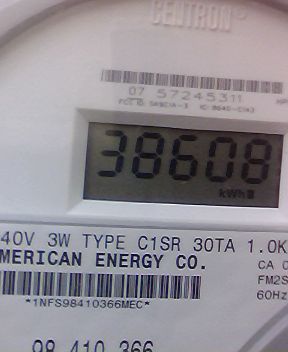 CENTRON®
07 57245311
38608
kWh
40V 3W TYPE C1SR 30TA 1.0K
MERICAN ENERGY CO.
CA 0
FM2S
60Hz
*1NFS98410366MEC*
98 410 366